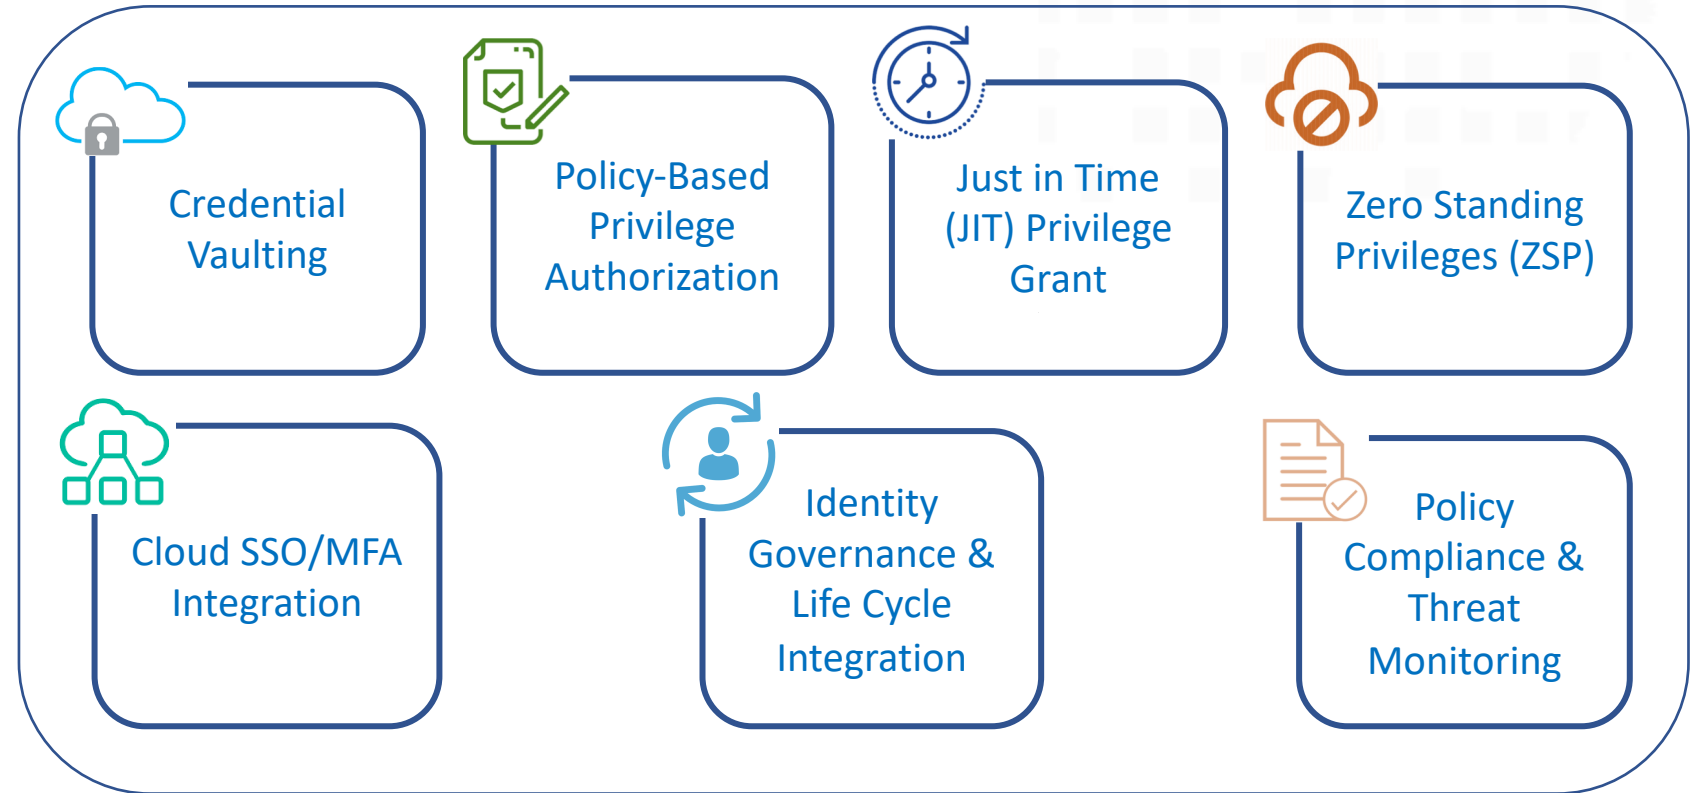 Credential
Vaulting
Policy-Based
Privilege
Authorization
Just in Time
(JIT) Privilege
Grant
Zero Standing
Privileges (ZSP)
Cloud SSO/MFA
Integration
Identity
Governance &
Life Cycle
Integration
Policy
Compliance &
Threat
Monitoring